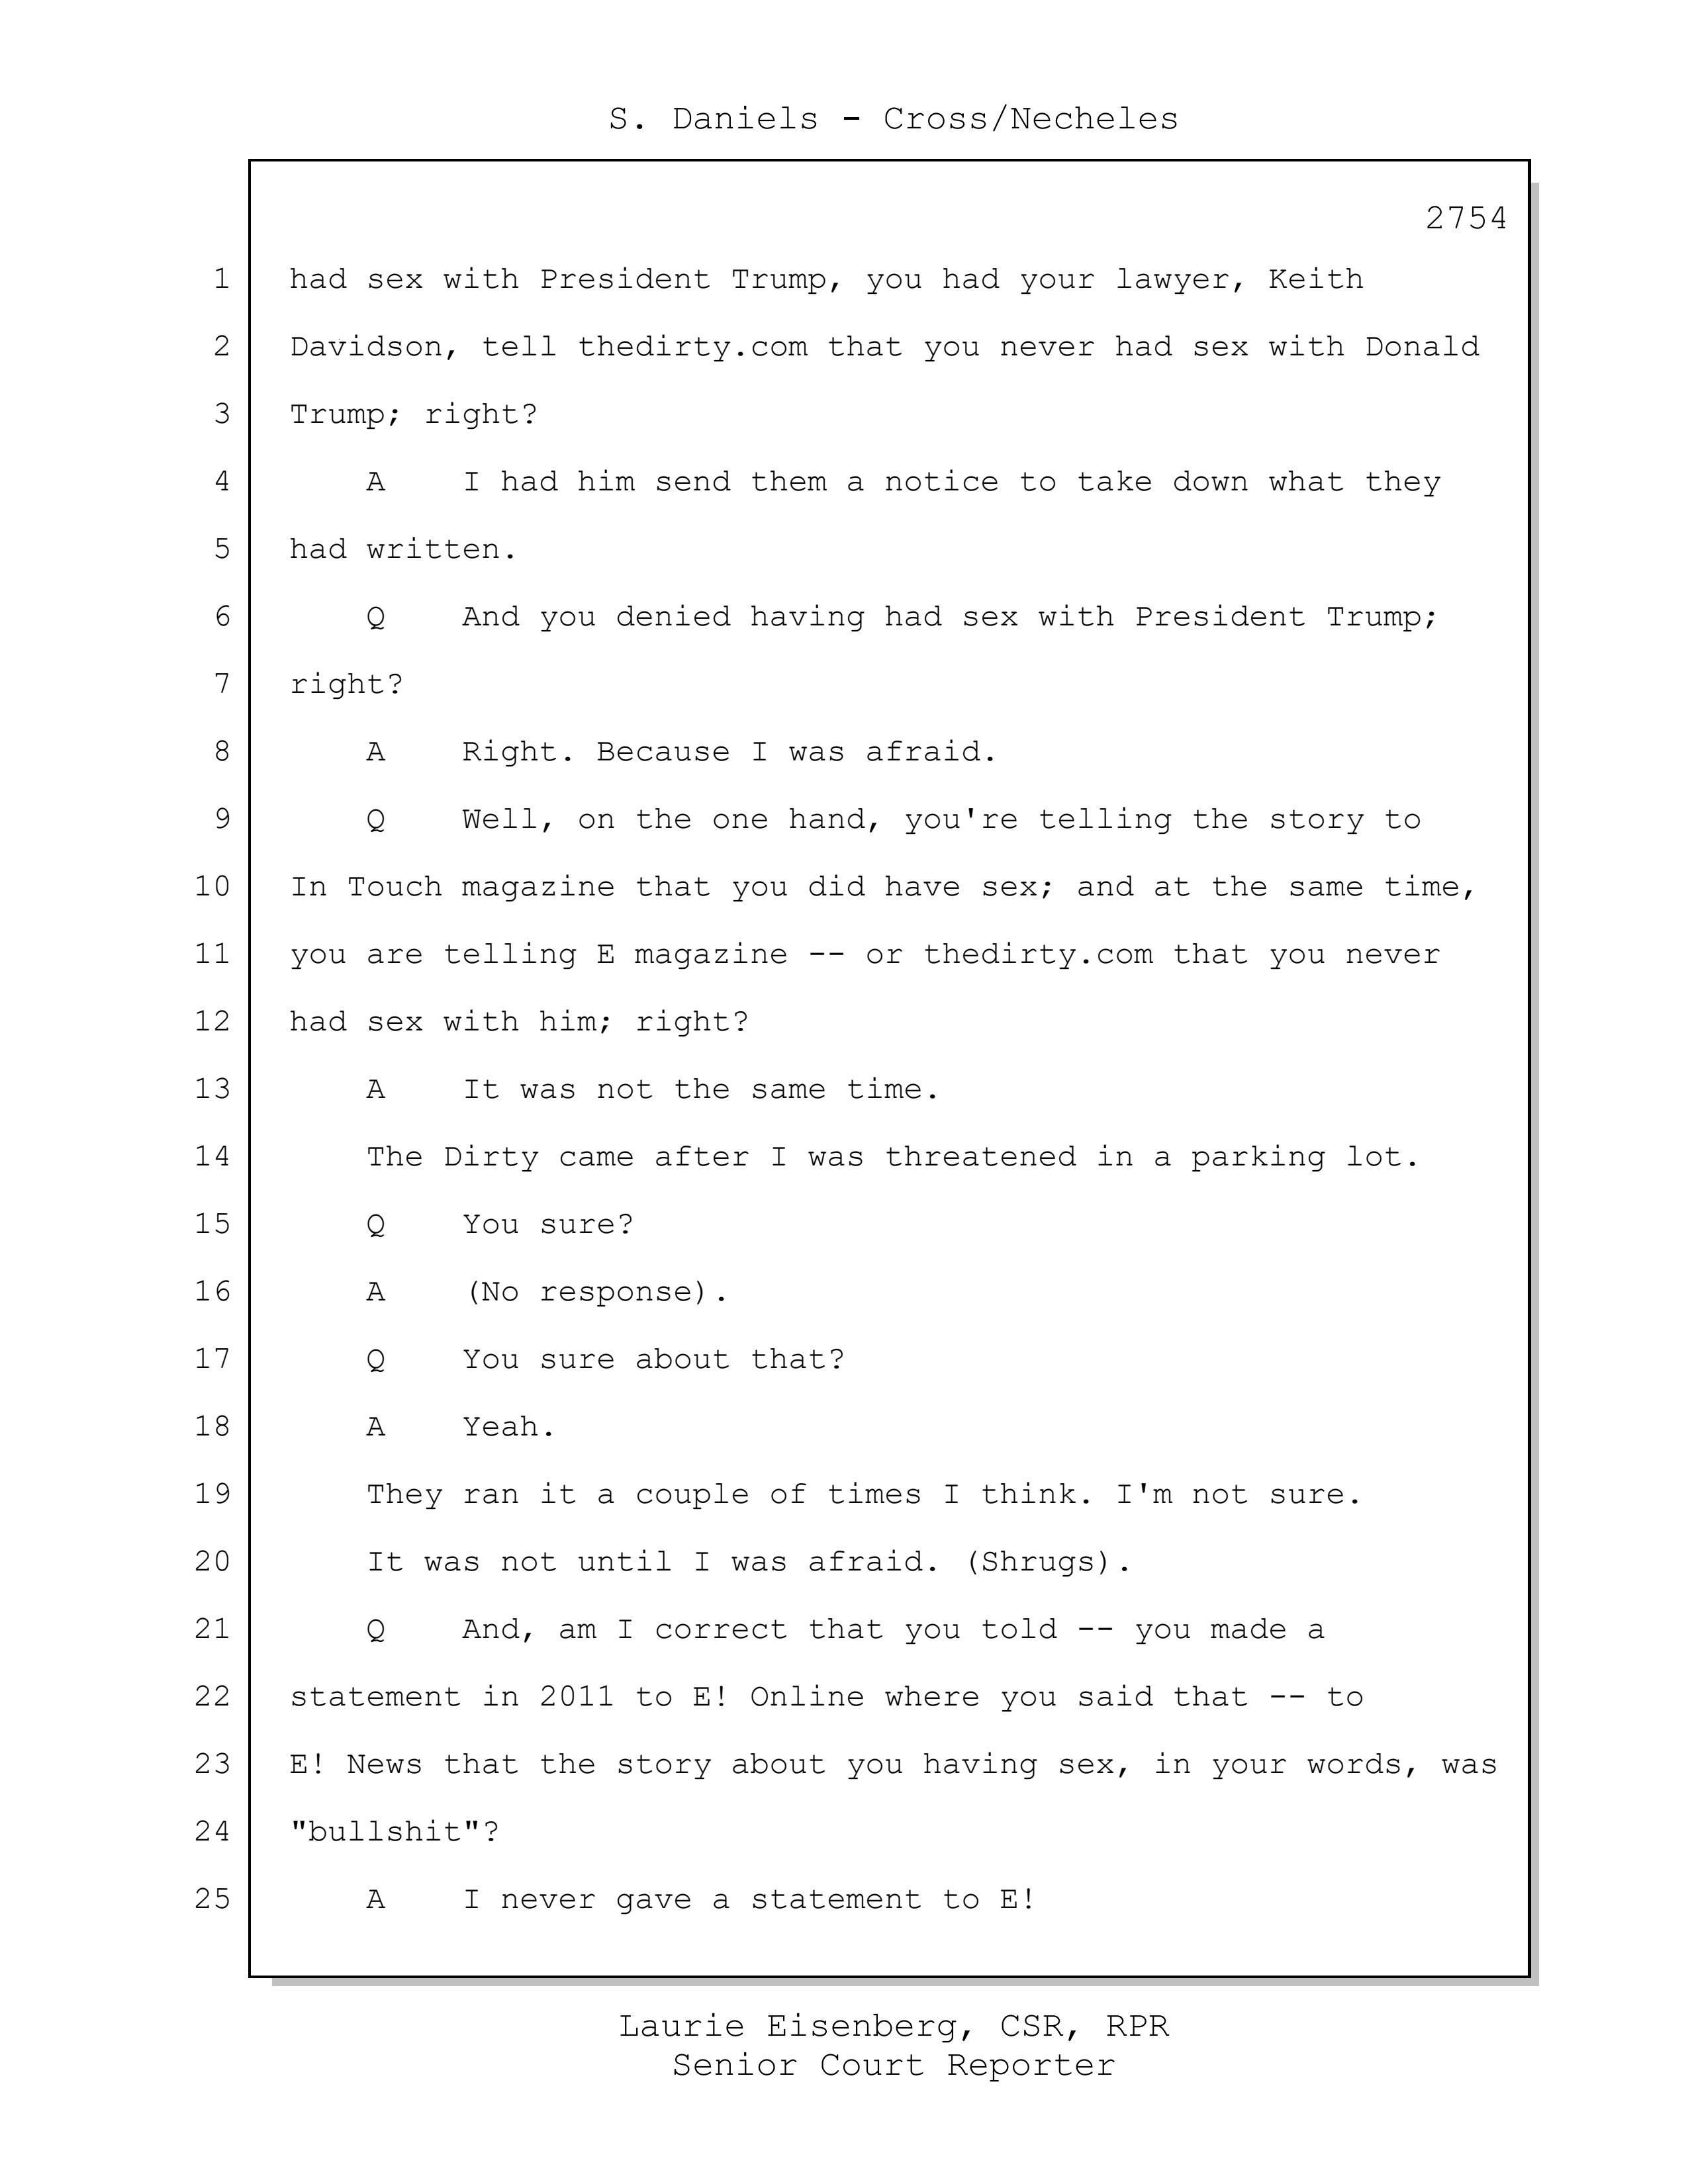 S. Daniels - Cross/Necheles
2754
1 had sex with President Trump, you had your lawyer, Keith
2 Davidson, tell thedirty.com that you never had sex with Donald
3 Trump; right?
4 A I had him send them a notice to take down what they
5 had written.
6 Q And you denied having had sex with President Trump;
7 right?
8 A Right. Because I was afraid.
9 Q Well, on the one hand, you're telling the story to
10 In Touch magazine that you did have sex; and at the same time,
11 you are telling E magazine -- or thedirty.com that you never
12 had sex with him; right?
13 A It was not the same time.
14 The Dirty came after I was threatened in a parking lot.
15 Q You sure?
16 A (No response).
17 Q You sure about that?
18 A Yeah.
19 They ran it a couple of times I think. I'm not sure.
20 It was not until I was afraid. (Shrugs).
21 Q And, am I correct that you told -- you made a
22 statement in 2011 to E! Online where you said that -- to
23 E! News that the story about you having sex, in your words, was
24 "bullshit"?
25 A I never gave a statement to E!
Laurie Eisenberg, CSR, RPR
Senior Court Reporter